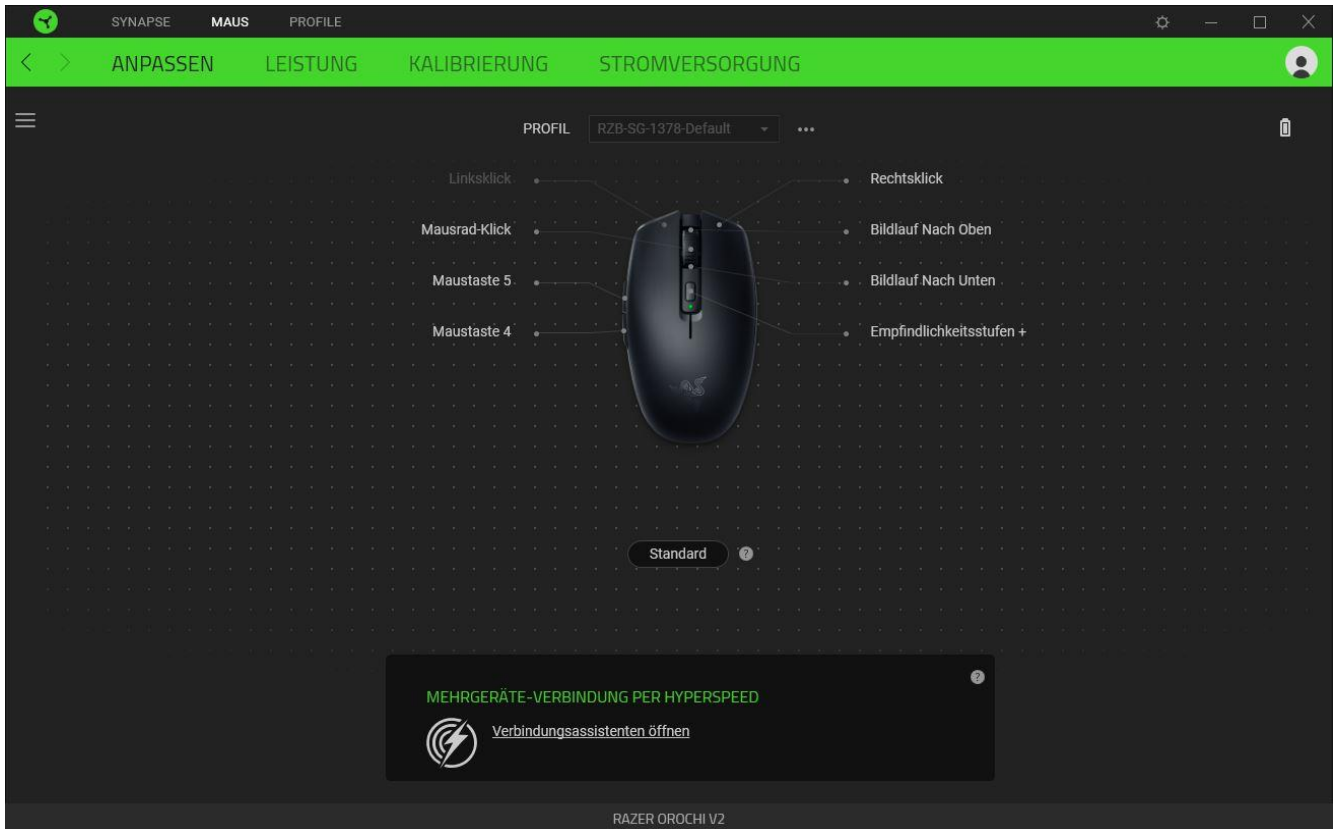 SYNAPSE MAUS PROFILE
ANPASSEN LEISTUNG KALIBRIERUNG STROMVERSORGUNG
PROFIL RZB-SG-1378-Default
Linksklick Rechtsklick
Mausrad-Klick Bildlauf Nach Oben
Maustaste 5 Bildlauf Nach Unten
Maustaste 4 Empfindlichkeitsstufen +
Standard ?
?
MEHRGERÄTE-VERBINDUNG PER HYPERSPEED
Verbindungsassistenten öffnen
RAZER OROCHI V2